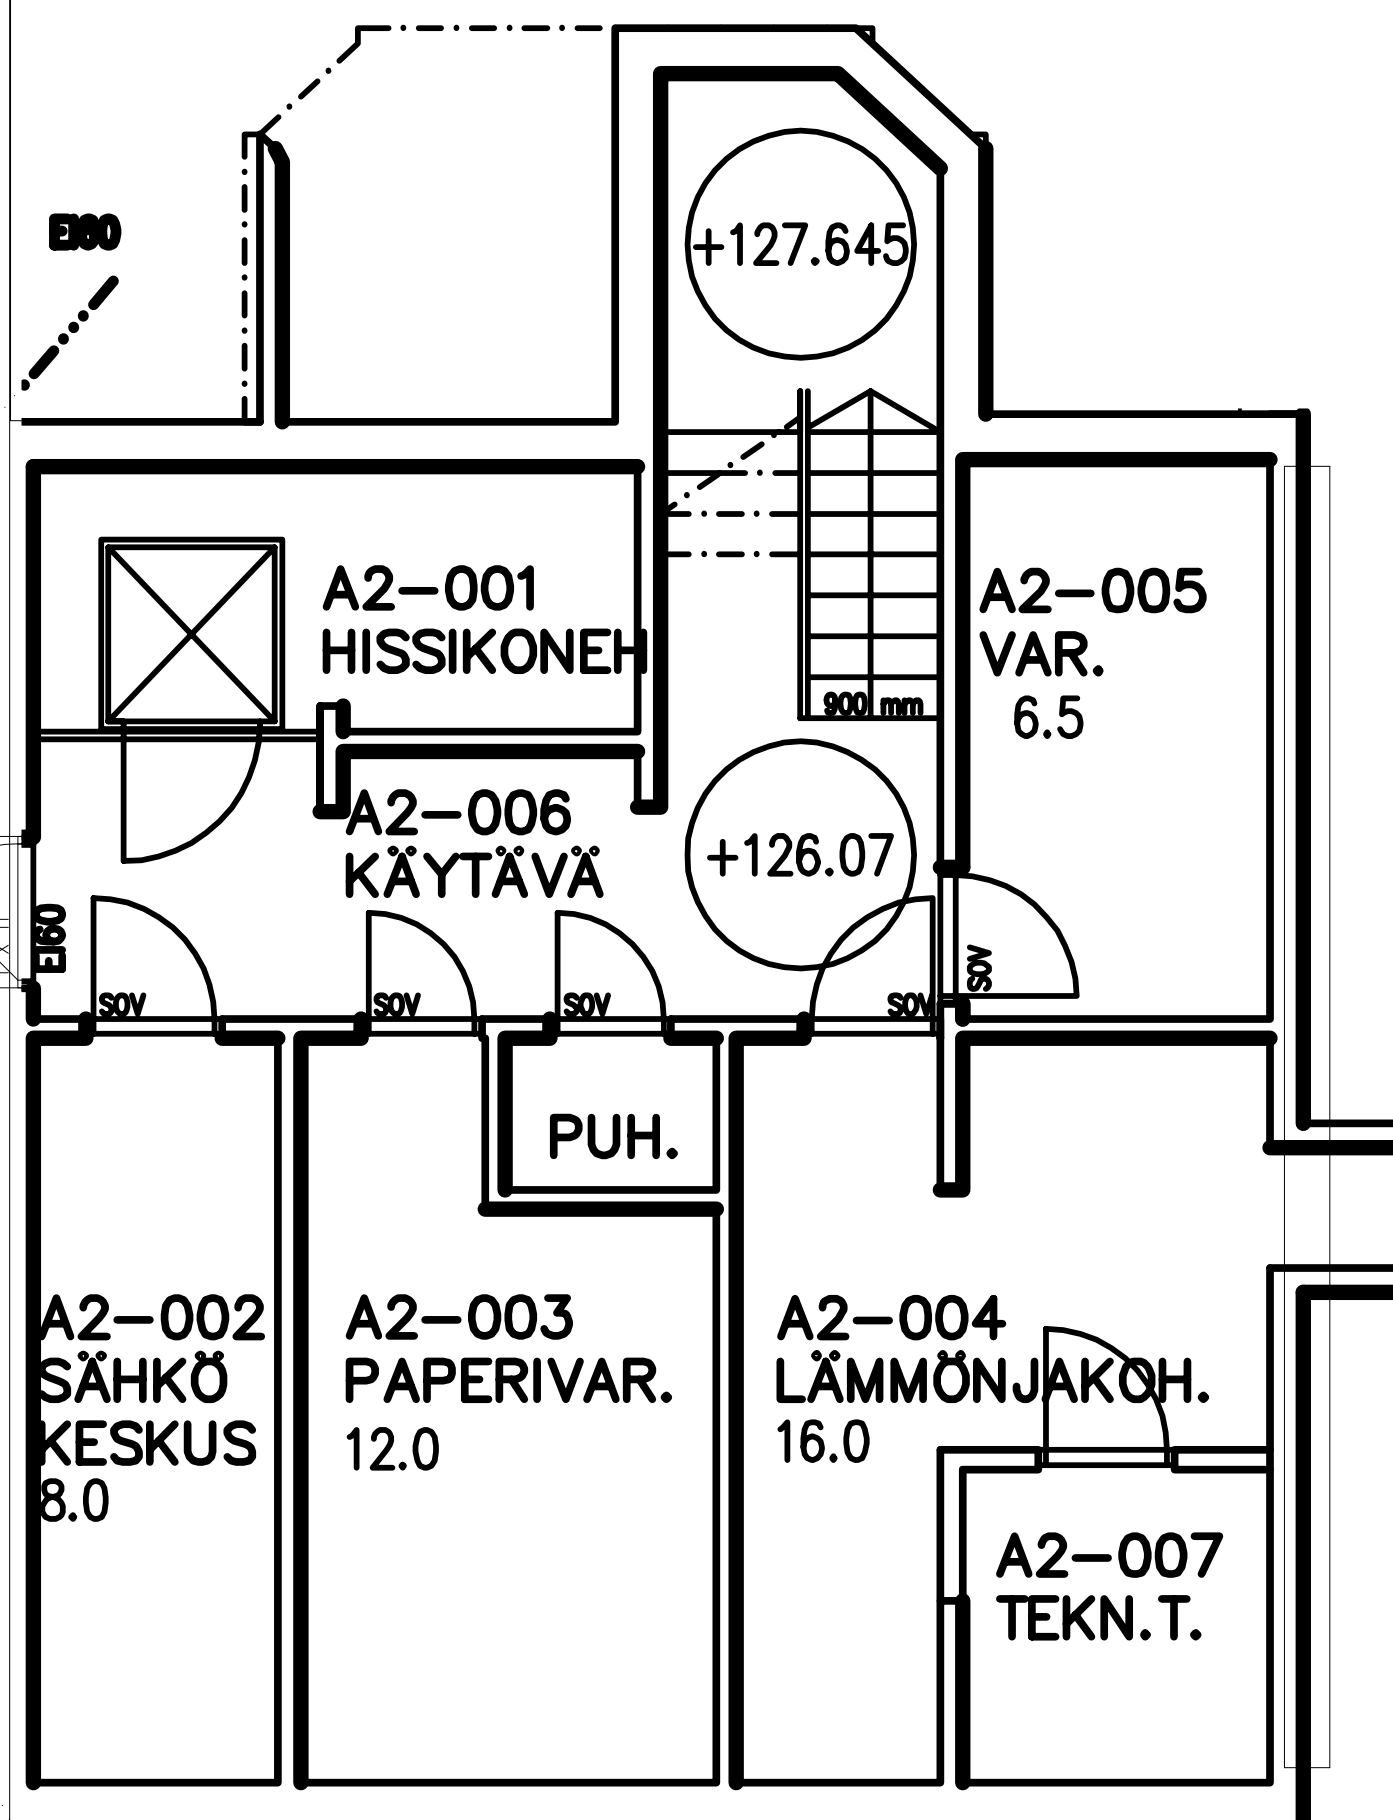 EI60
+127.645
A2-001
HISSIKONEH
A2-005
VAR.
6.5
900 mm
A2-006
KÄYTÄVÄ
+126.07
EI60
SOV
SOV
SOV
SOV
SOV
PUH.
A2-002
SÄHKÖ
KESKUS
8.0
A2-003
PAPERIVAR.
12.0
A2-004
LÄMMÖNJAKOH.
16.0
A2-007
TEKN.T.